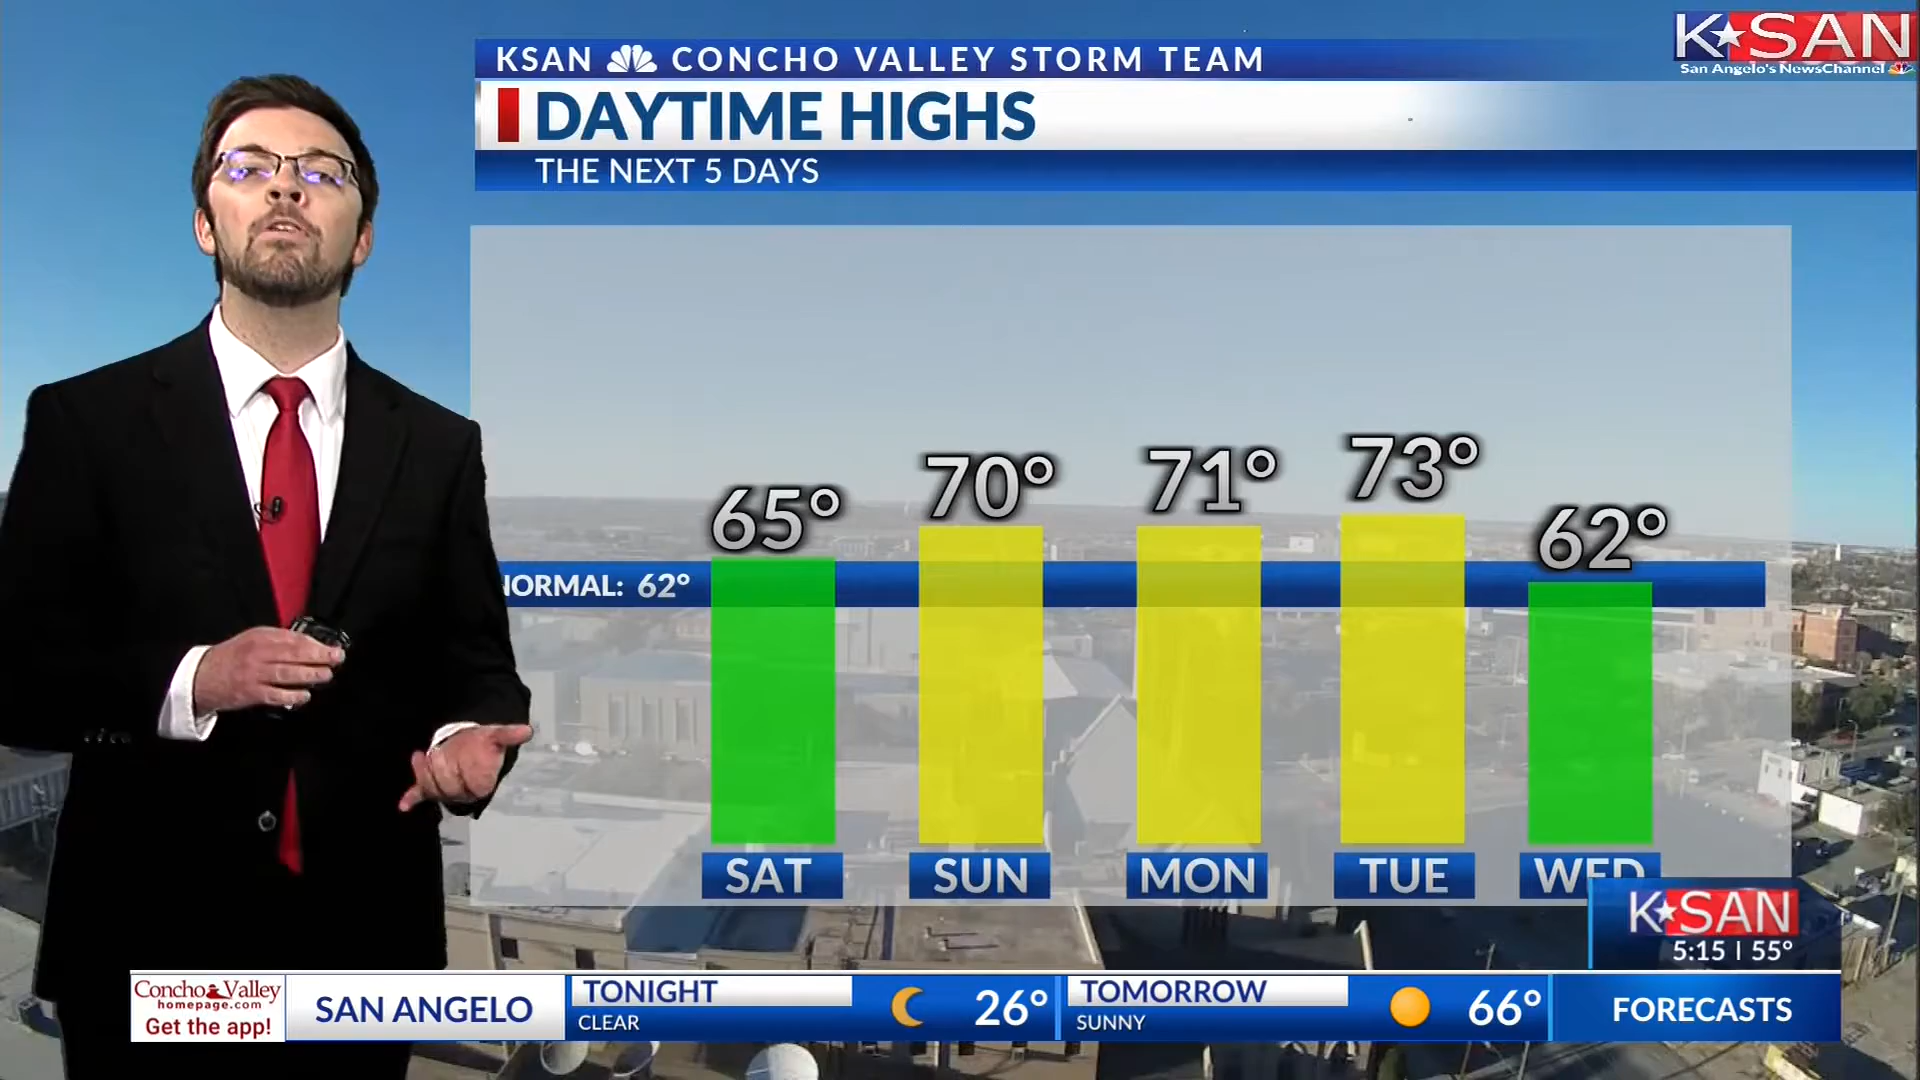 KSAN CONCHO VALLEY STORM TEAM
K★SAN
San Angelo's NewsChannel
DAYTIME HIGHS
THE NEXT 5 DAYS
65° 70° 71° 73° 62°
NORMAL: 62°
SAT SUN MON TUE WED
K★SAN
5:15 | 55°
Concho Valley
homepage.com
Get the app!
SAN ANGELO
TONIGHT
CLEAR
26°
TOMORROW
SUNNY
66°
FORECASTS